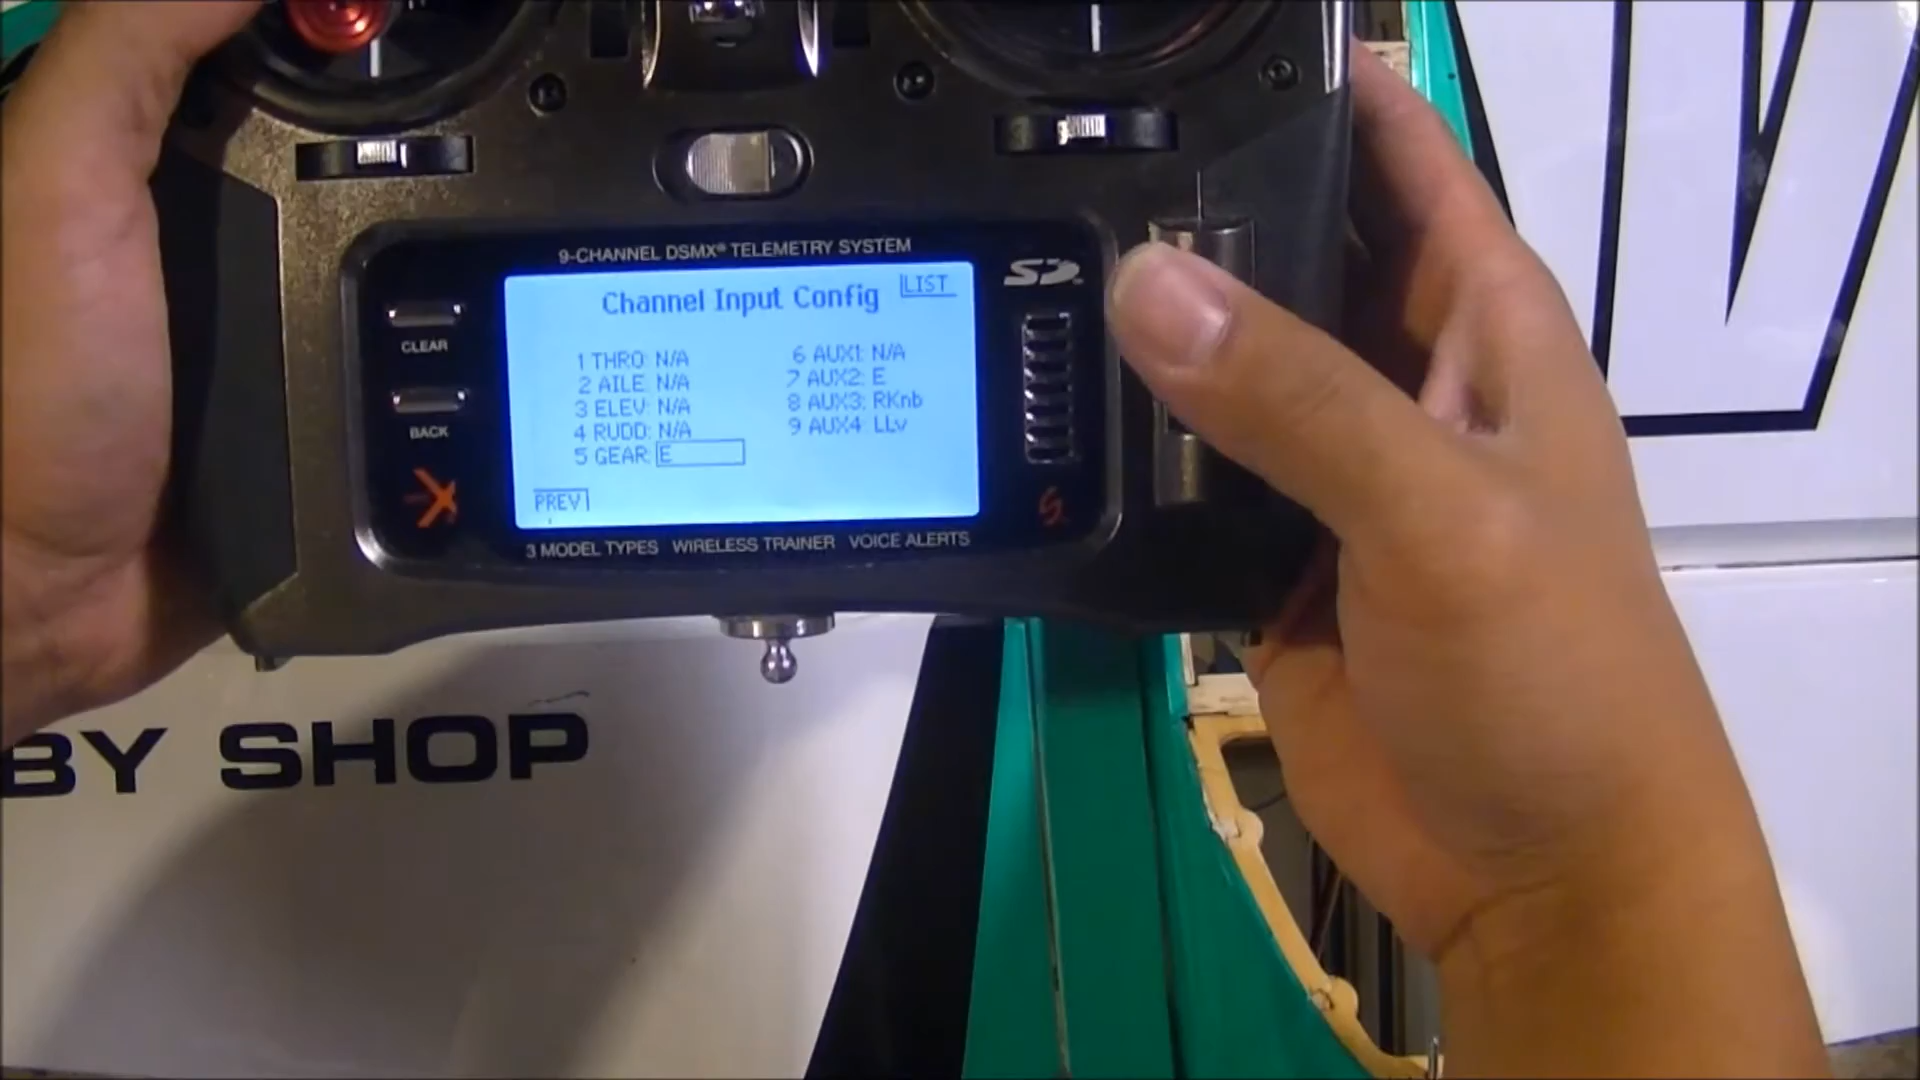 9-CHANNEL DSMX® TELEMETRY SYSTEM
LIST
Channel Input Config
1 THRO: N/A
2 AILE: N/A
3 ELEV: N/A
4 RUDD: N/A
5 GEAR: E
6 AUX1: N/A
7 AUX2: E
8 AUX3: RKnb
9 AUX4: LLv
PREV
CLEAR
BACK
SD
3 MODEL TYPES WIRELESS TRAINER VOICE ALERTS
BY SHOP